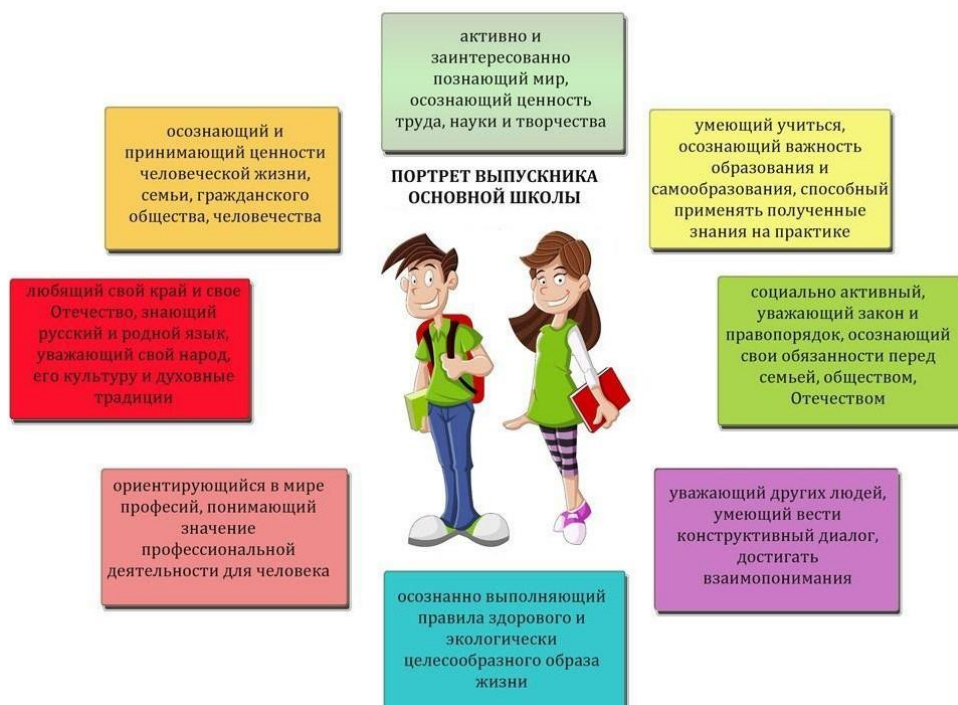 активно и
заинтересованно
познающий мир,
осознающий ценность
труда, науки и творчества
осознающий и
принимающий ценности
человеческой жизни,
семьи, гражданского
общества, человечества
ПОРТРЕТ ВЫПУСКНИКА
ОСНОВНОЙ ШКОЛЫ
умеющий учиться,
осознающий важность
образования и
самообразования, способный
применять полученные
знания на практике
любящий свой край и свое
Отечество, знающий
русский и родной язык,
уважающий свой народ,
его культуру и духовные
традиции
социально активный,
уважающий закон и
правопорядок, осознающий
свои обязанности перед
семьей, обществом,
Отечеством
ориентирующийся в мире
професий, понимающий
значение
профессиональной
деятельности для человека
уважающий других людей,
умеющий вести
конструктивный диалог,
достигать
взаимопонимания
осознанно выполняющий
правила здорового и
экологически
целесообразного образа
жизни